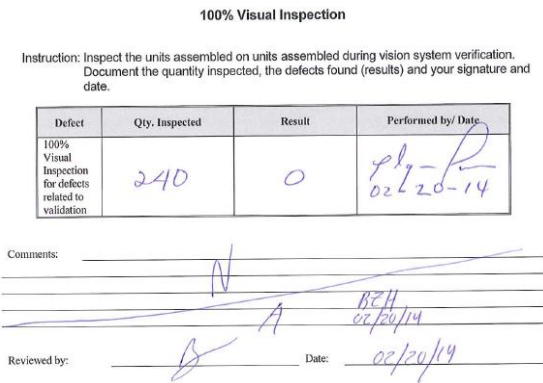 100% Visual Inspection
Instruction: Inspect the units assembled on units assembled during vision system verification.
Document the quantity inspected, the defects found (results) and your signature and
date.
Defect Qty. Inspected Result Performed by/ Date
100%
Visual
Inspection
for defects
related to
validation
240 0
02-20-14
Comments:
N
A
BZH
02/20/14
Reviewed by: Date: 02/20/14